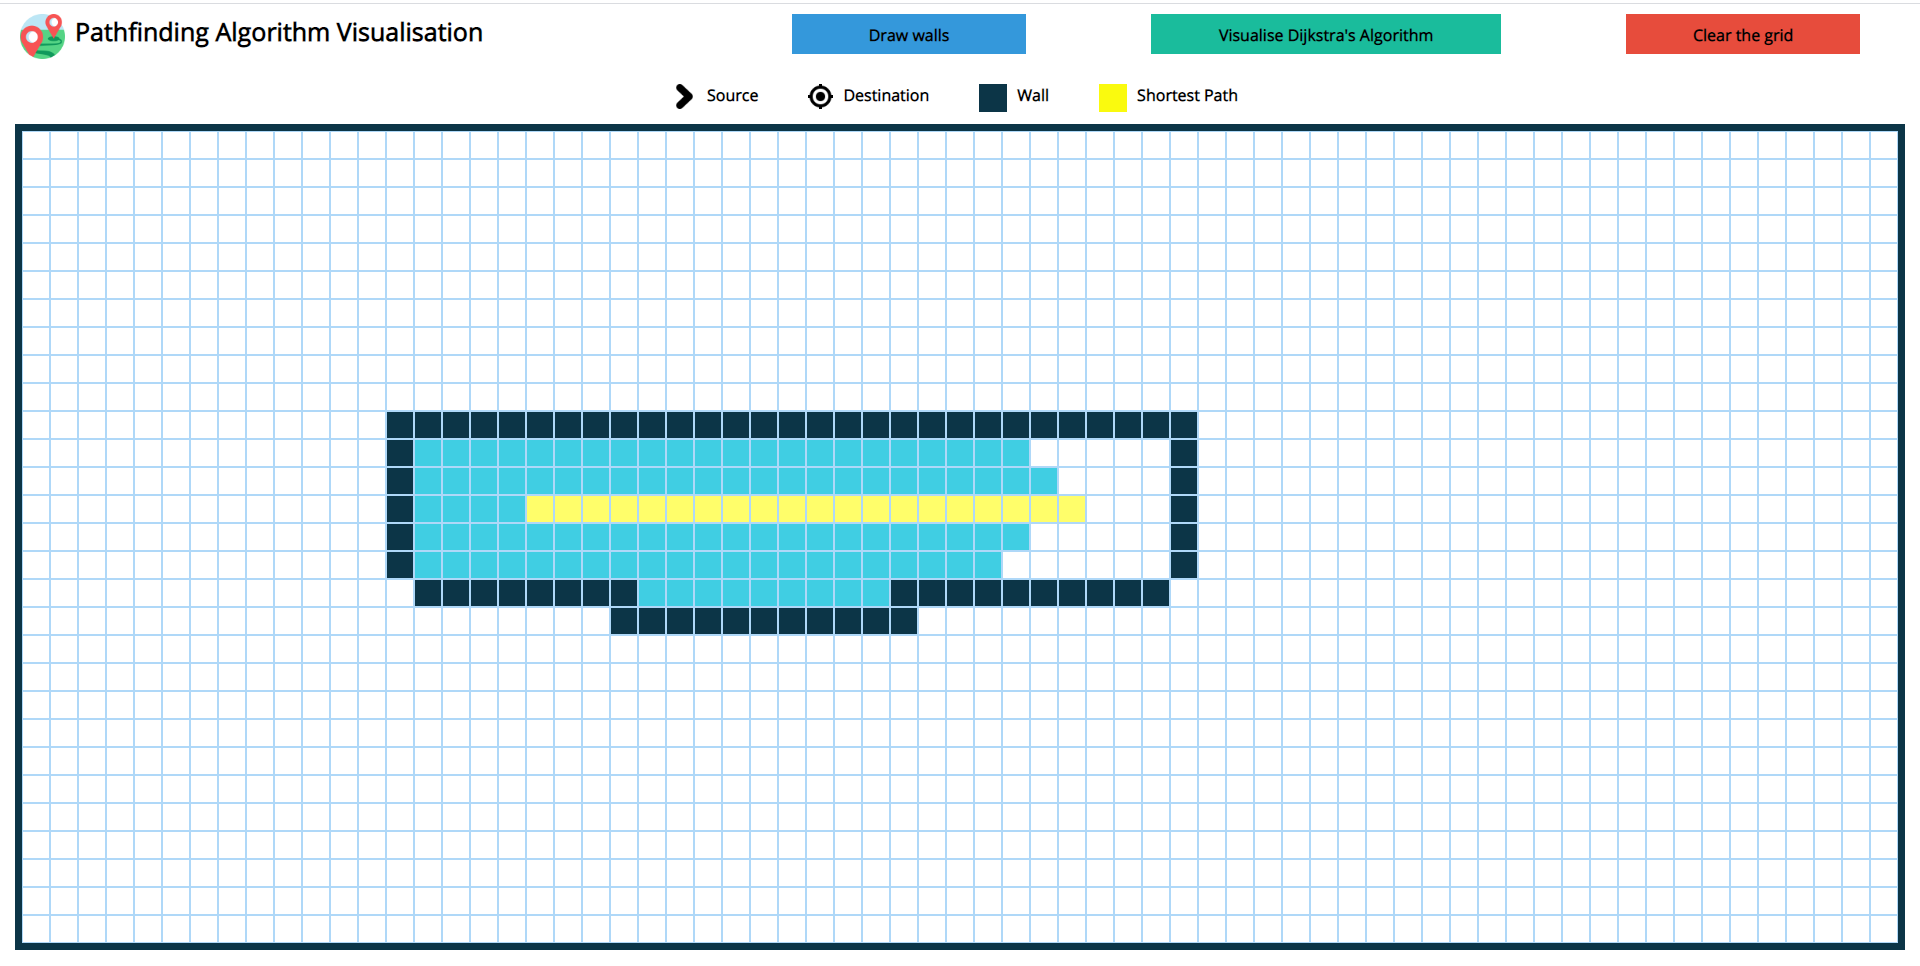 Pathfinding Algorithm Visualisation
Draw walls
Visualise Dijkstra's Algorithm
Clear the grid
Source
Destination
Wall
Shortest Path